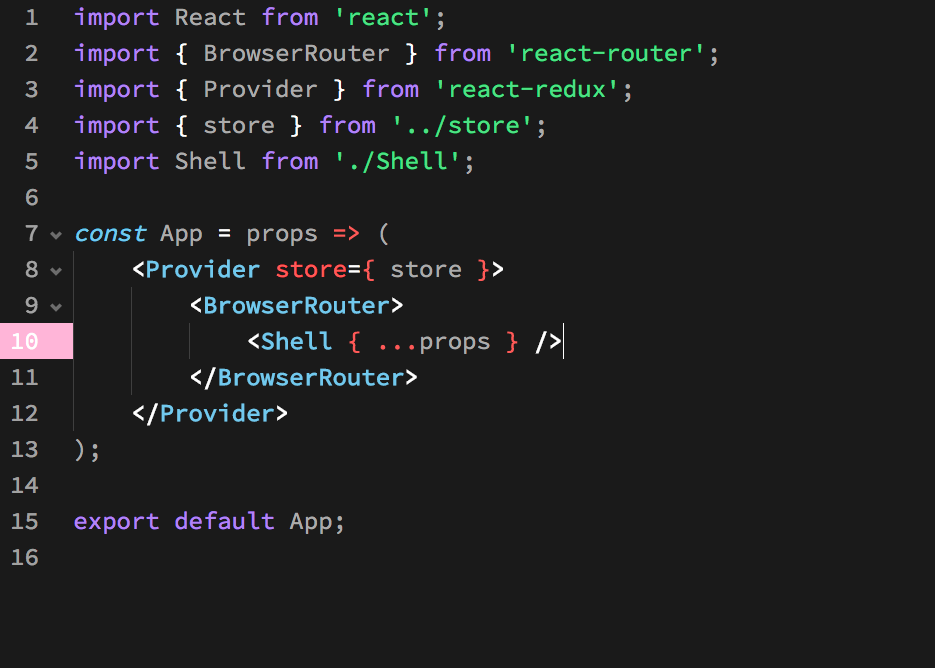 1 import React from 'react';
2 import { BrowserRouter } from 'react-router';
3 import { Provider } from 'react-redux';
4 import { store } from '../store';
5 import Shell from './Shell';
6
7 const App = props => (
8     <Provider store={ store }>
9         <BrowserRouter>
10             <Shell { ...props } />
11         </BrowserRouter>
12     </Provider>
13 );
14
15 export default App;
16